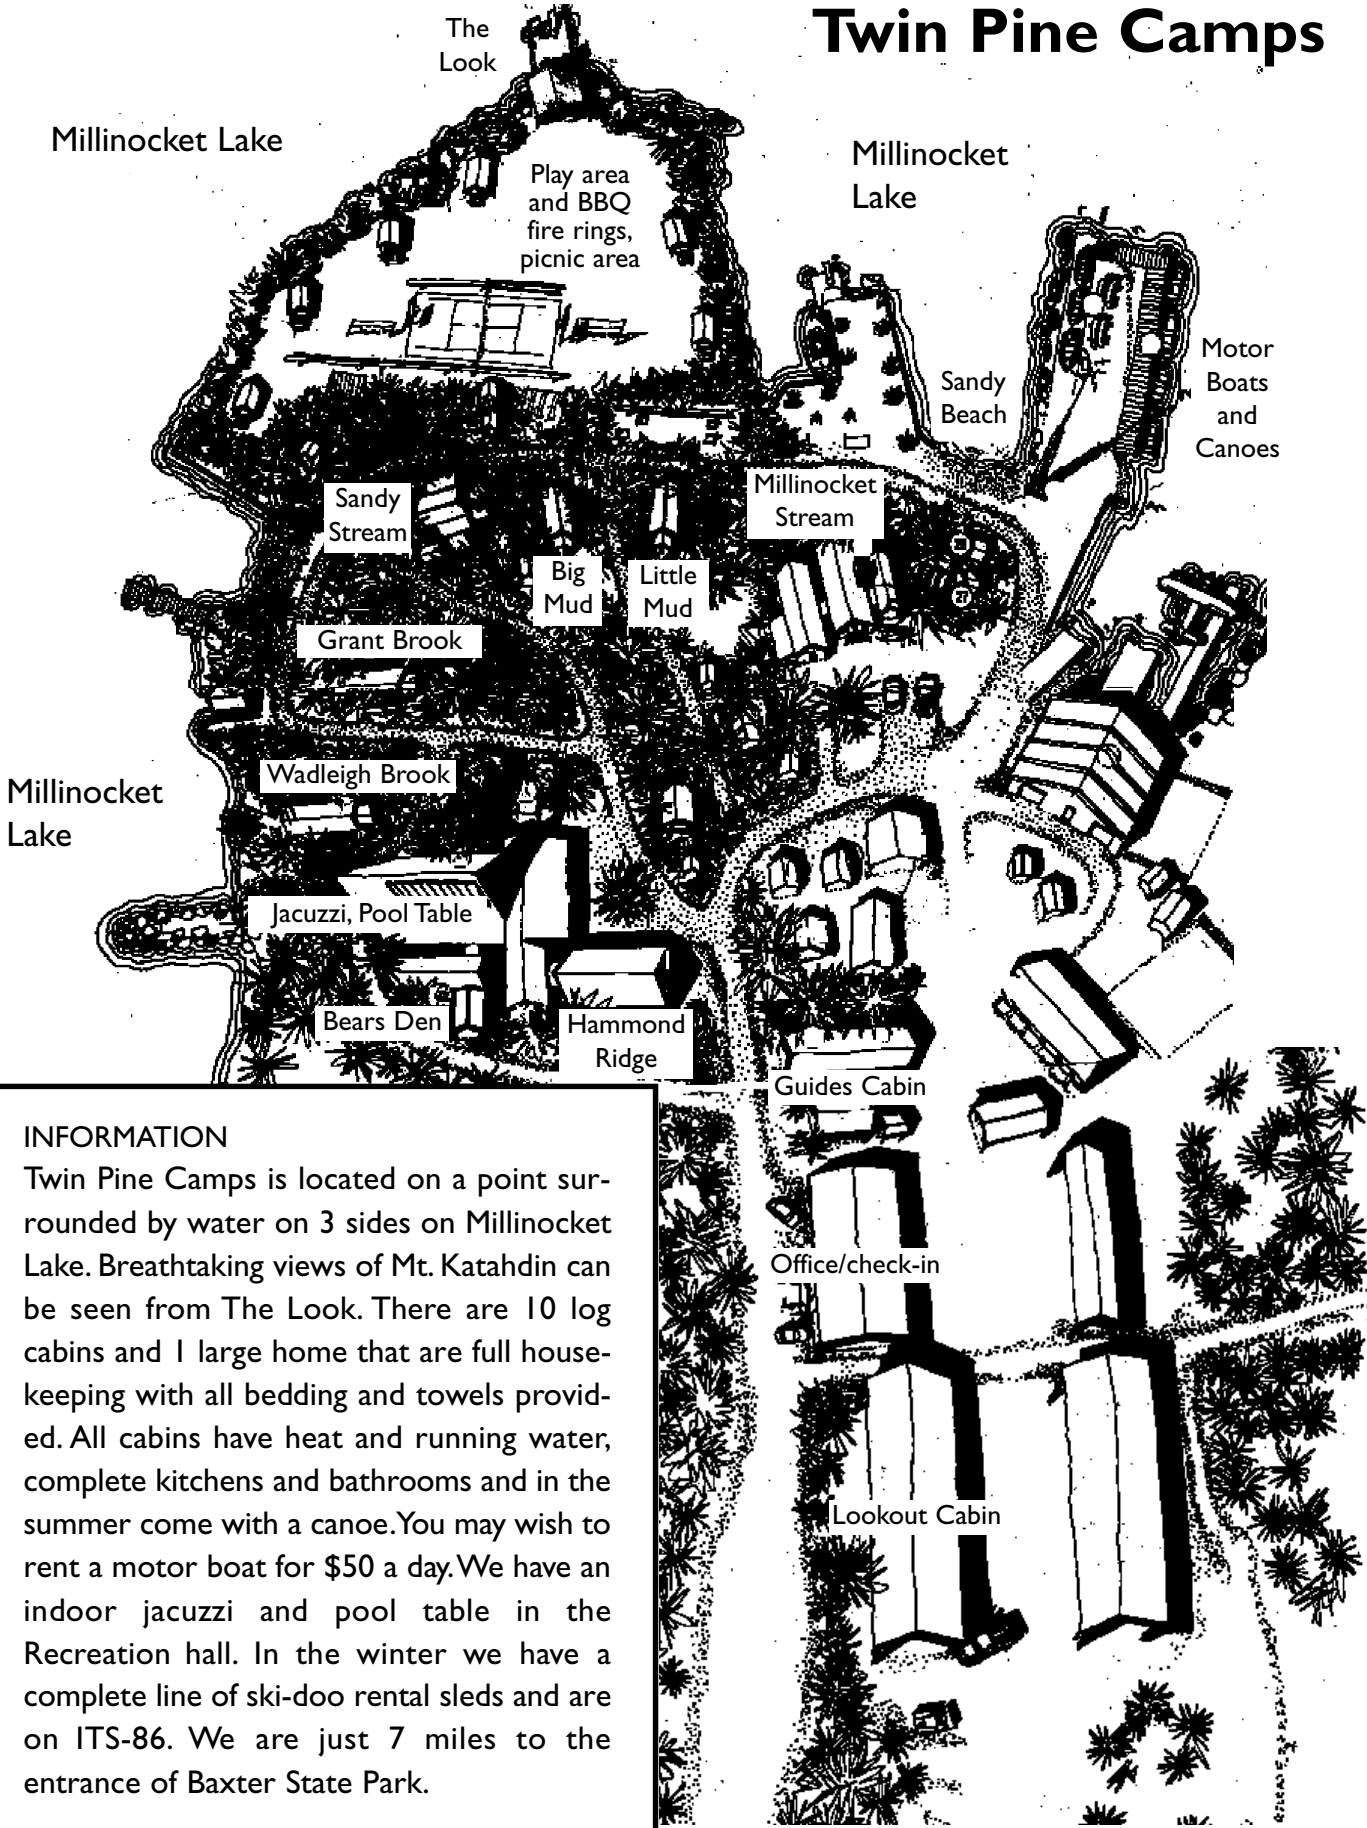 Twin Pine Camps
The
Look
Millinocket Lake
Millinocket
Lake
Play area
and BBQ
fire rings,
picnic area
Motor
Boats
and
Canoes
Sandy
Beach
Millinocket
Stream
Sandy
Stream
Big
Mud
Little
Mud
Grant Brook
Wadleigh Brook
Millinocket
Lake
Jacuzzi, Pool Table
Bears Den
Hammond
Ridge
Guides Cabin
Office/check-in
Lookout Cabin
INFORMATION
Twin Pine Camps is located on a point sur-
rounded by water on 3 sides on Millinocket
Lake. Breathtaking views of Mt. Katahdin can
be seen from The Look. There are 10 log
cabins and 1 large home that are full house-
keeping with all bedding and towels provid-
ed. All cabins have heat and running water,
complete kitchens and bathrooms and in the
summer come with a canoe. You may wish to
rent a motor boat for $50 a day. We have an
indoor jacuzzi and pool table in the
Recreation hall. In the winter we have a
complete line of ski-doo rental sleds and are
on ITS-86. We are just 7 miles to the
entrance of Baxter State Park.